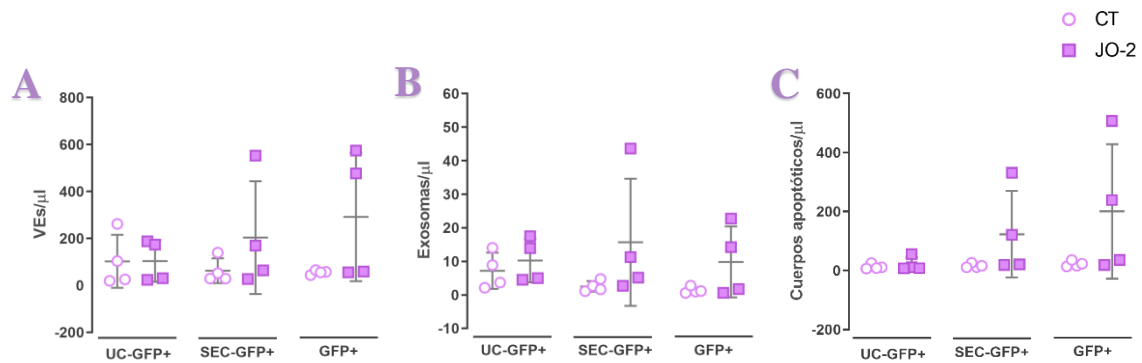 CT
JO-2
A
B
C
VEs/µl
800
600
400
200
0
-200
UC-GFP+
SEC-GFP+
GFP+
Exosomas/µl
60
50
40
30
20
10
0
-10
UC-GFP+
SEC-GFP+
GFP+
Cuerpos apoptóticos/µl
600
400
200
0
-200
UC-GFP+
SEC-GFP+
GFP+